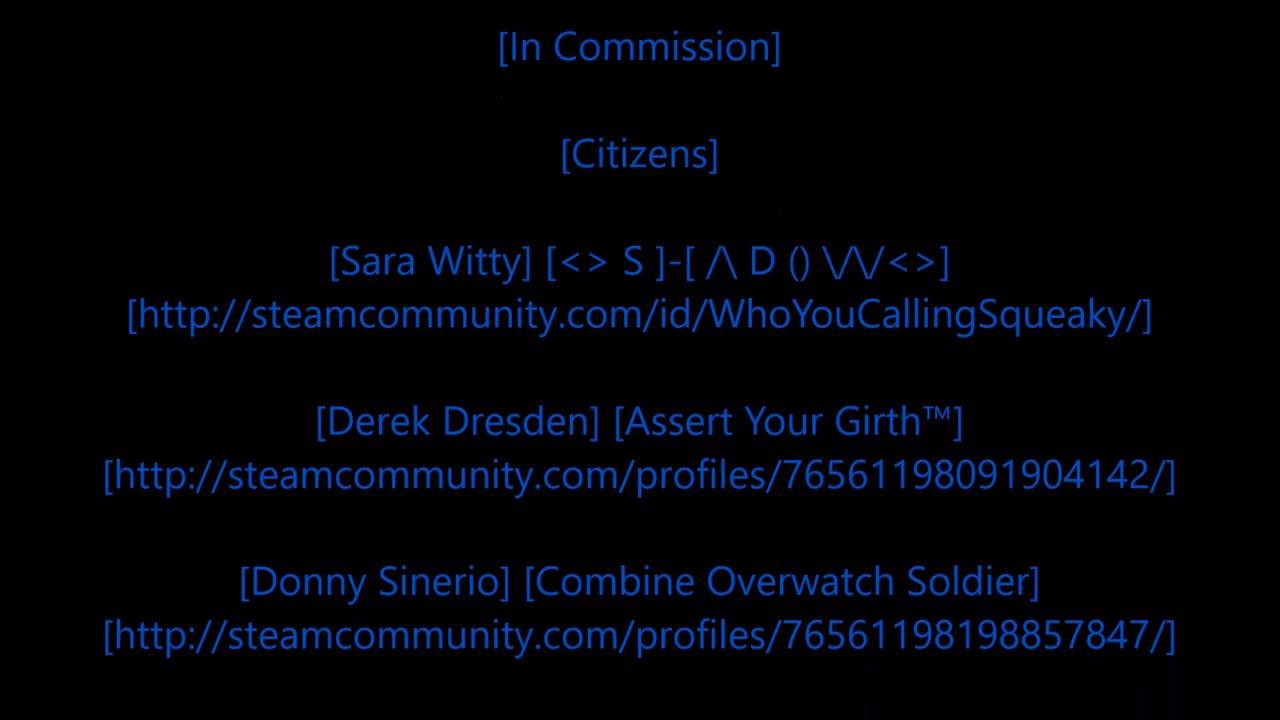 [In Commission]
[Citizens]
[Sara Witty] [<> S ]-[ /\ D () \/\/<>]
[http://steamcommunity.com/id/WhoYouCallingSqueaky/]
[Derek Dresden] [Assert Your Girth™]
[http://steamcommunity.com/profiles/76561198091904142/]
[Donny Sinerio] [Combine Overwatch Soldier]
[http://steamcommunity.com/profiles/76561198198857847/]